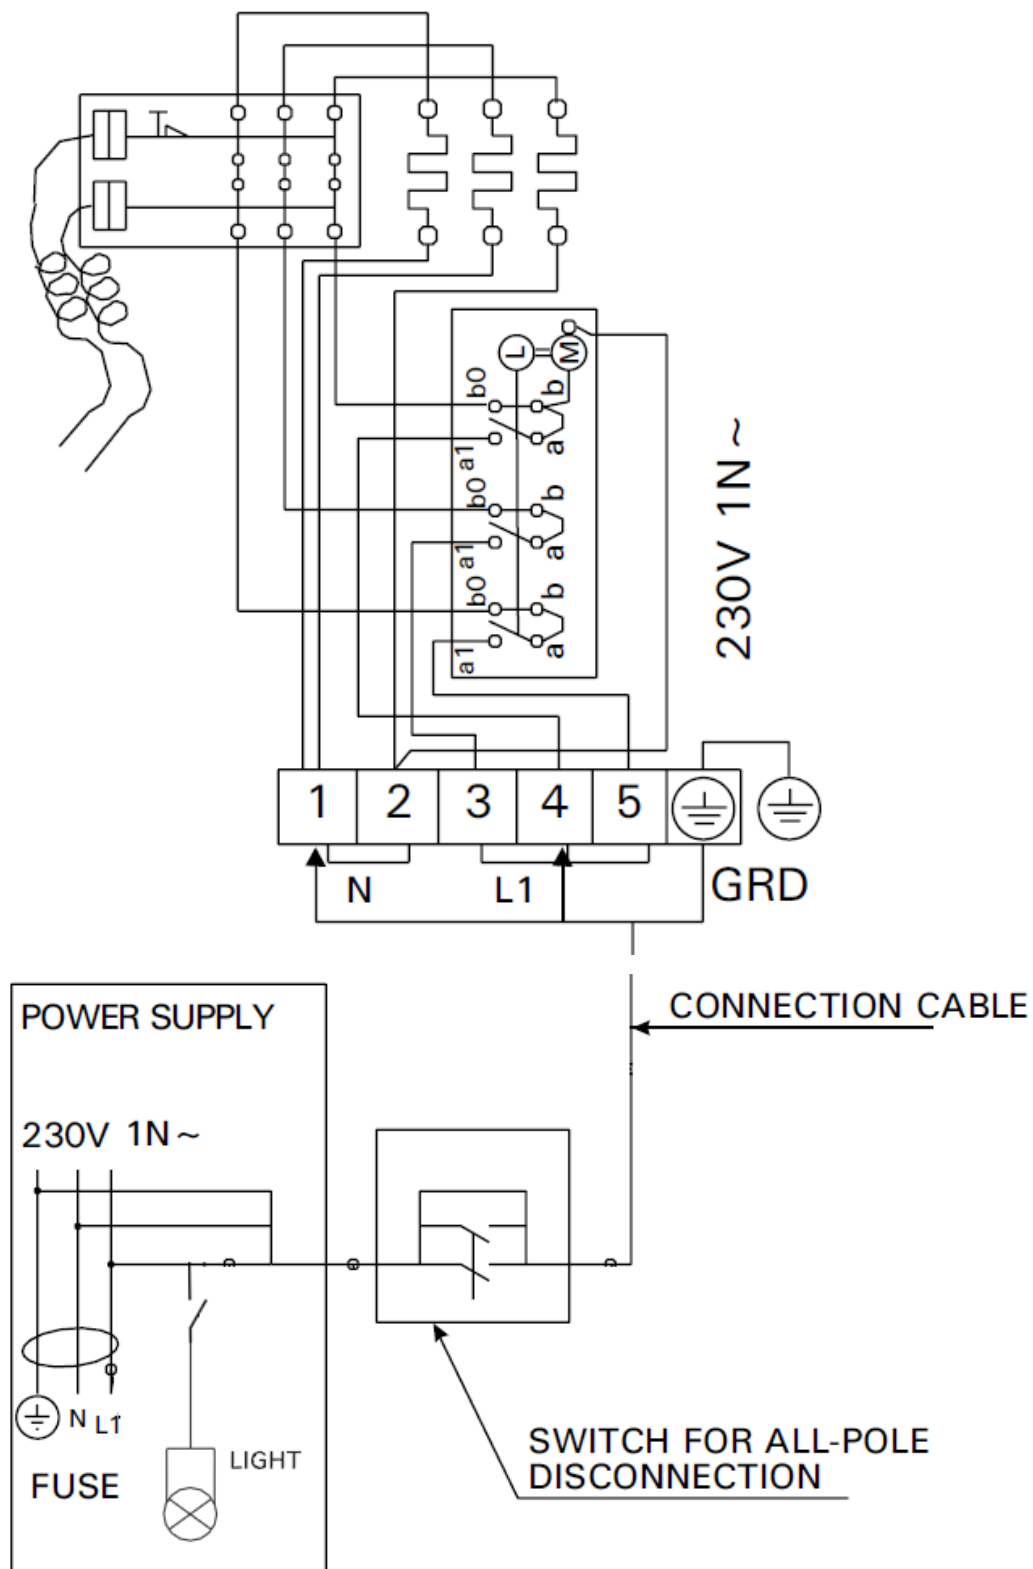 L M
b0 b
a1 a
b0 b
a1 a
b0 b
a1 a
230V 1N~
1 2 3 4 5
N L1 GRD
POWER SUPPLY
CONNECTION CABLE
230V 1N~
N L1
FUSE
LIGHT
SWITCH FOR ALL-POLE
DISCONNECTION